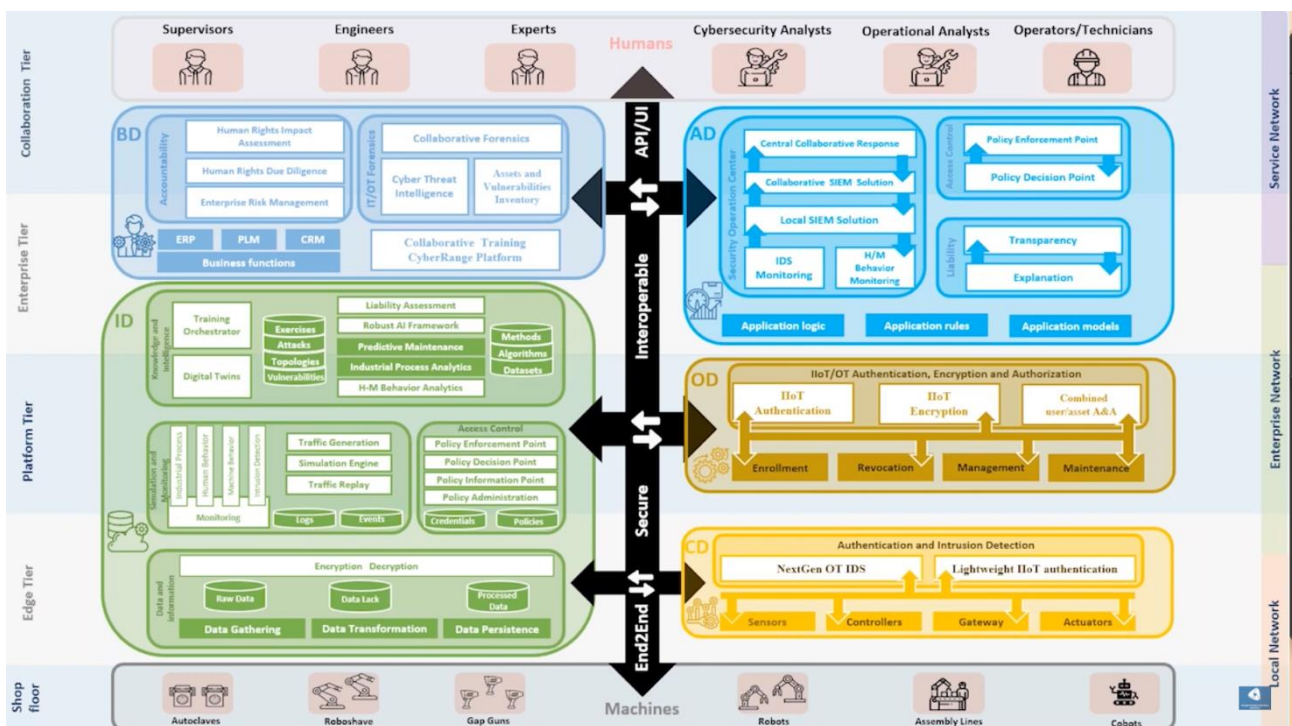 Collaboration Tier
Enterprise Tier
Platform Tier
Edge Tier
Shop
floor
Supervisors
Engineers
Experts
Humans
Cybersecurity Analysts
Operational Analysts
Operators/Technicians
BD
Accountability
Human Rights Impact
Assessment
Human Rights Due Diligence
Enterprise Risk Management
IT/OT Forensics
Collaborative Forensics
Cyber Threat
Intelligence
Assets and
Vulnerabilities
Inventory
ERP
PLM
CRM
Business functions
Collaborative Training
CyberRange Platform
API/UI
Interoperable
Secure
End2End
AD
Security Operation Center
Central Collaborative Response
Collaborative SIEM Solution
Local SIEM Solution
IDS
Monitoring
H/M
Behavior
Monitoring
Access Control
Policy Enforcement Point
Policy Decision Point
Liability
Transparency
Explanation
Application logic
Application rules
Application models
ID
Knowledge and
Intelligence
Training
Orchestrator
Digital Twins
Exercises
Attacks
Topologies
Vulnerabilities
Liability Assessment
Robust AI Framework
Predictive Maintenance
Industrial Process Analytics
H-M Behavior Analytics
Methods
Algorithms
Datasets
Simulation and
Monitoring
Industrial Process
Human Behavior
Machine Behavior
Intrusion Detection
Monitoring
Traffic Generation
Simulation Engine
Traffic Replay
Logs
Events
Access Control
Policy Enforcement Point
Policy Decision Point
Policy Information Point
Policy Administration
Credentials
Policies
Data and
Information
Encryption Decryption
Raw Data
Data Lack
Processed
Data
Data Gathering
Data Transformation
Data Persistence
OD
IIoT/OT Authentication, Encryption and Authorization
IIoT
Authentication
IIoT
Encryption
Combined
user/asset A&A
Enrollment
Revocation
Management
Maintenance
CD
Authentication and Intrusion Detection
NextGen OT IDS
Lightweight IIoT authentication
Sensors
Controllers
Gateway
Actuators
Autoclaves
Roboshave
Gap Guns
Machines
Robots
Assembly Lines
Cobots
Service Network
Enterprise Network
Local Network